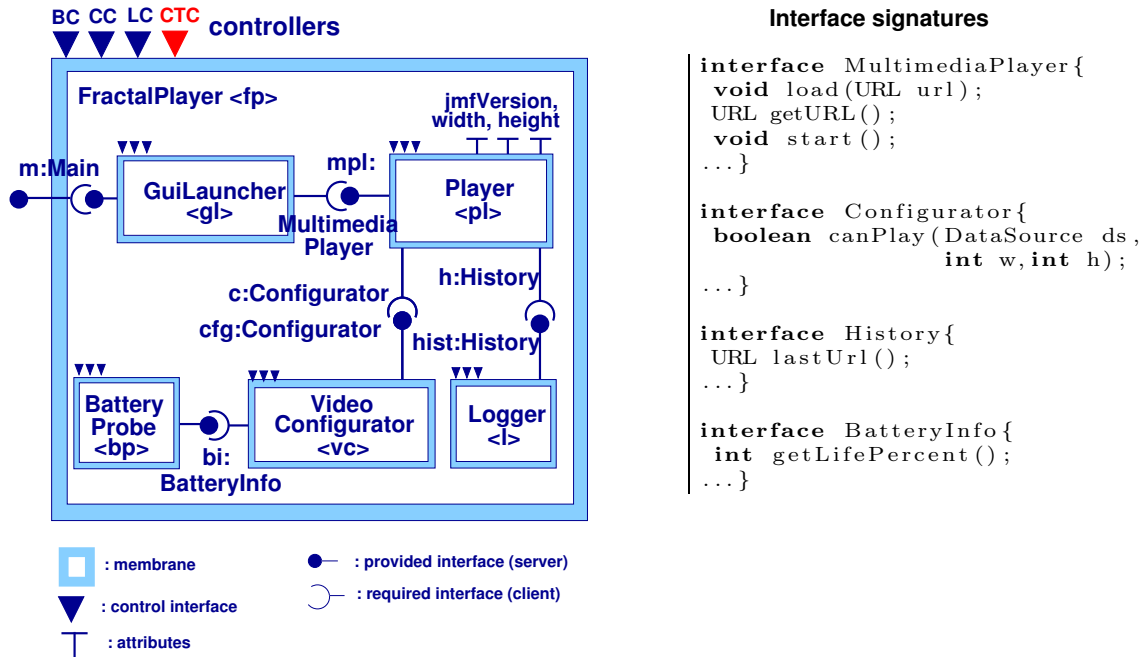 BC CC LC CTC
controllers
FractalPlayer <fp>
jmfVersion,
width, height
m:Main
GuiLauncher
<gl>
mpl:
Multimedia
Player
Player
<pl>
c:Configurator
h:History
cfg:Configurator
hist:History
Battery
Probe
<bp>
bi:
BatteryInfo
Video
Configurator
<vc>
Logger
<l>
: membrane
: control interface
: attributes
: provided interface (server)
: required interface (client)
Interface signatures
interface MultimediaPlayer{
void load(URL url);
URL getURL();
void start();
...}
interface Configurator{
boolean canPlay(DataSource ds,
int w,int h);
...}
interface History{
URL lastUrl();
...}
interface BatteryInfo{
int getLifePercent();
...}